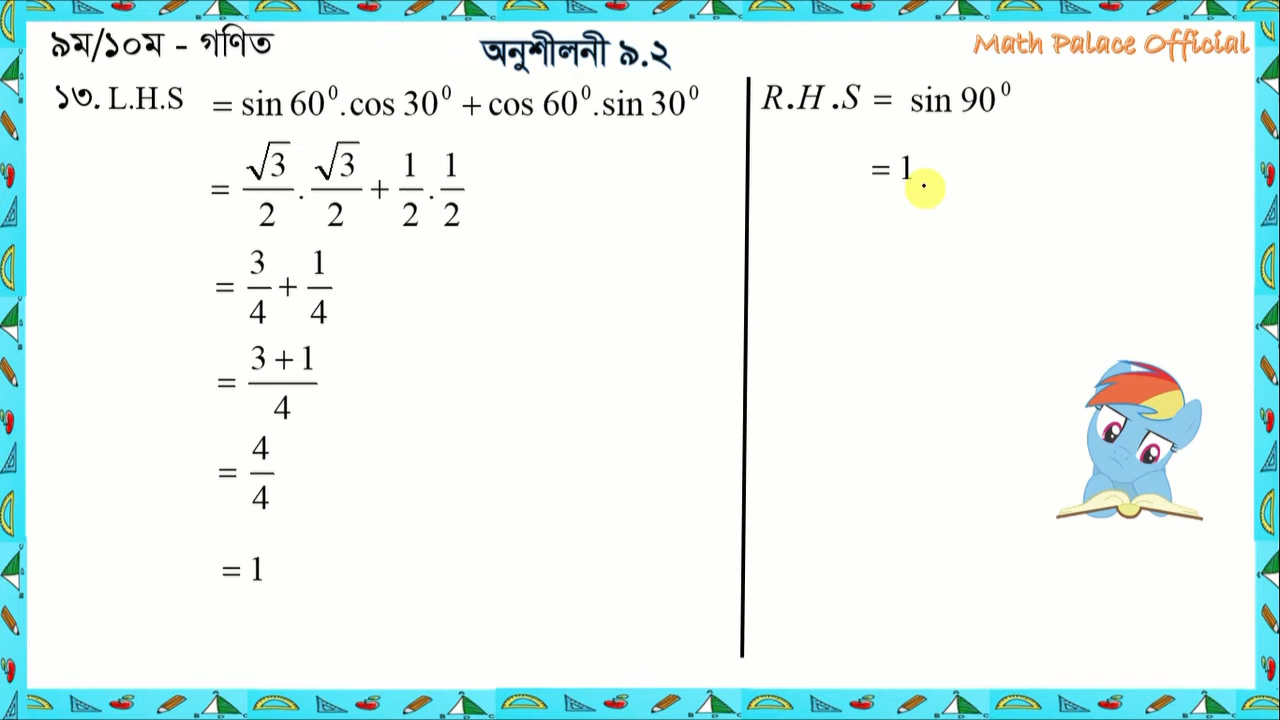 ৯ম/১০ম - গণিত
অনুশীলনী ৯.২
Math Palace Official
১৩. L.H.S = sin 60⁰.cos 30⁰ + cos 60⁰.sin 30⁰
= √3/2 . √3/2 + 1/2 . 1/2
= 3/4 + 1/4
= (3 + 1)/4
= 4/4
= 1
R.H.S = sin 90⁰
= 1